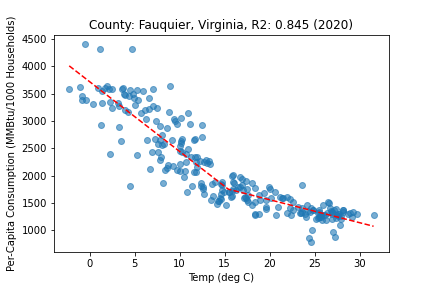 County: Fauquier, Virginia, R2: 0.845 (2020)
Per-Capita Consumption (MMBtu/1000 Households)
4500
4000
3500
3000
2500
2000
1500
1000
0 5 10 15 20 25 30
Temp (deg C)